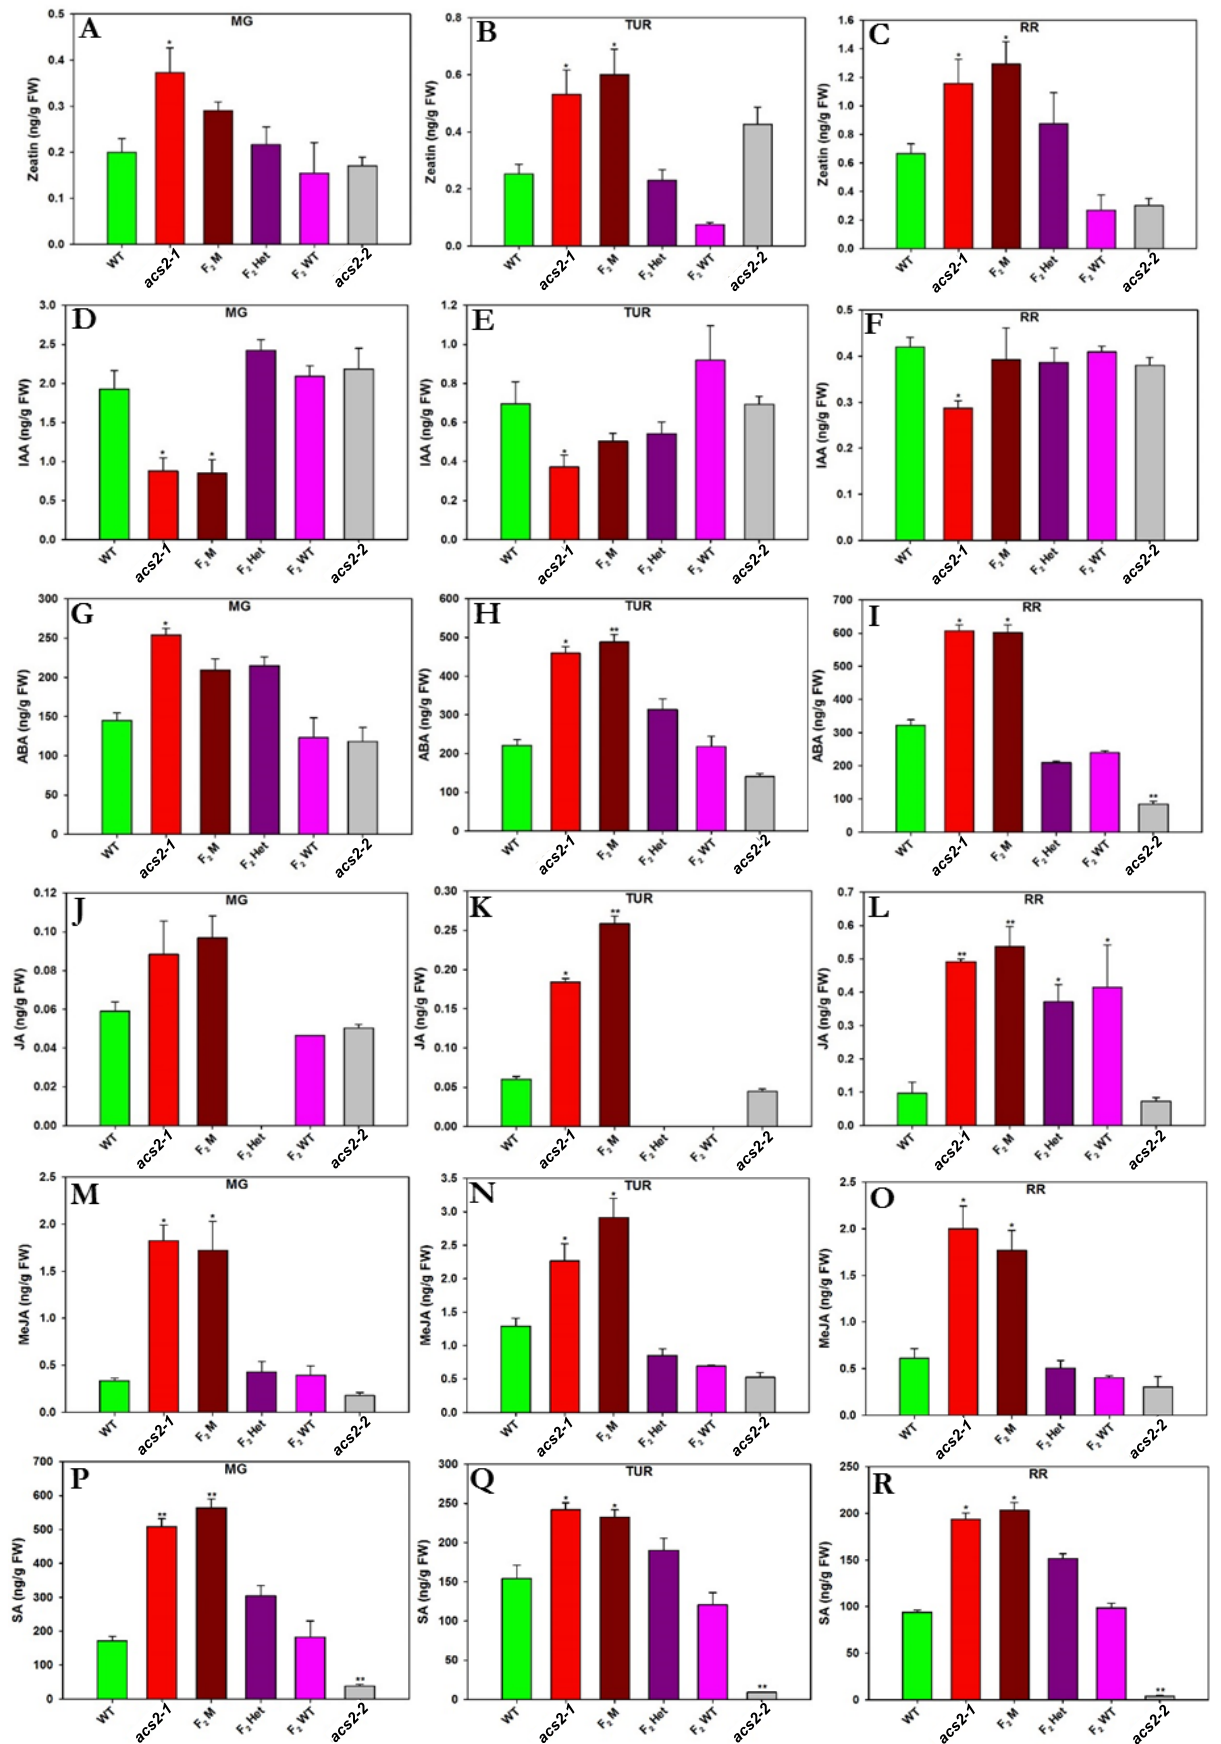 A
MG
Zeatin (ng/g FW)
0.5
0.4
0.3
0.2
0.1
0.0
*
WT
acs2-1
F2 M
F2 Het
F2 WT
acs2-2
B
TUR
Zeatin (ng/g FW)
0.8
0.6
0.4
0.2
0.0
*
*
WT
acs2-1
F2 M
F2 Het
F2 WT
acs2-2
C
RR
Zeatin (ng/g FW)
1.6
1.4
1.2
1.0
0.8
0.6
0.4
0.2
0.0
*
*
WT
acs2-1
F2 M
F2 Het
F2 WT
acs2-2
D
MG
IAA (ng/g FW)
3.0
2.5
2.0
1.5
1.0
0.5
0.0
*
*
WT
acs2-1
F2 M
F2 Het
F2 WT
acs2-2
E
TUR
IAA (ng/g FW)
1.2
1.0
0.8
0.6
0.4
0.2
0.0
*
WT
acs2-1
F2 M
F2 Het
F2 WT
acs2-2
F
RR
IAA (ng/g FW)
0.5
0.4
0.3
0.2
0.1
0.0
*
WT
acs2-1
F2 M
F2 Het
F2 WT
acs2-2
G
MG
ABA (ng/g FW)
300
250
200
150
100
50
0
*
WT
acs2-1
F2 M
F2 Het
F2 WT
acs2-2
H
TUR
ABA (ng/g FW)
600
500
400
300
200
100
0
*
**
WT
acs2-1
F2 M
F2 Het
F2 WT
acs2-2
I
RR
ABA (ng/g FW)
700
600
500
400
300
200
100
0
*
*
**
WT
acs2-1
F2 M
F2 Het
F2 WT
acs2-2
J
MG
JA (ng/g FW)
0.12
0.10
0.08
0.06
0.04
0.02
0.00
WT
acs2-1
F2 M
F2 Het
F2 WT
acs2-2
K
TUR
JA (ng/g FW)
0.30
0.25
0.20
0.15
0.10
0.05
0.00
*
**
WT
acs2-1
F2 M
F2 Het
F2 WT
acs2-2
L
RR
JA (ng/g FW)
0.7
0.6
0.5
0.4
0.3
0.2
0.1
0.0
**
**
*
*
WT
acs2-1
F2 M
F2 Het
F2 WT
acs2-2
M
MG
MeJA (ng/g FW)
2.5
2.0
1.5
1.0
0.5
0.0
*
*
WT
acs2-1
F2 M
F2 Het
F2 WT
acs2-2
N
TUR
MeJA (ng/g FW)
3.5
3.0
2.5
2.0
1.5
1.0
0.5
0.0
*
*
WT
acs2-1
F2 M
F2 Het
F2 WT
acs2-2
O
RR
MeJA (ng/g FW)
2.5
2.0
1.5
1.0
0.5
0.0
*
*
WT
acs2-1
F2 M
F2 Het
F2 WT
acs2-2
P
MG
SA (ng/g FW)
700
600
500
400
300
200
100
0
**
**
**
WT
acs2-1
F2 M
F2 Het
F2 WT
acs2-2
Q
TUR
SA (ng/g FW)
300
250
200
150
100
50
0
*
*
**
WT
acs2-1
F2 M
F2 Het
F2 WT
acs2-2
R
RR
SA (ng/g FW)
250
200
150
100
50
0
*
*
**
WT
acs2-1
F2 M
F2 Het
F2 WT
acs2-2